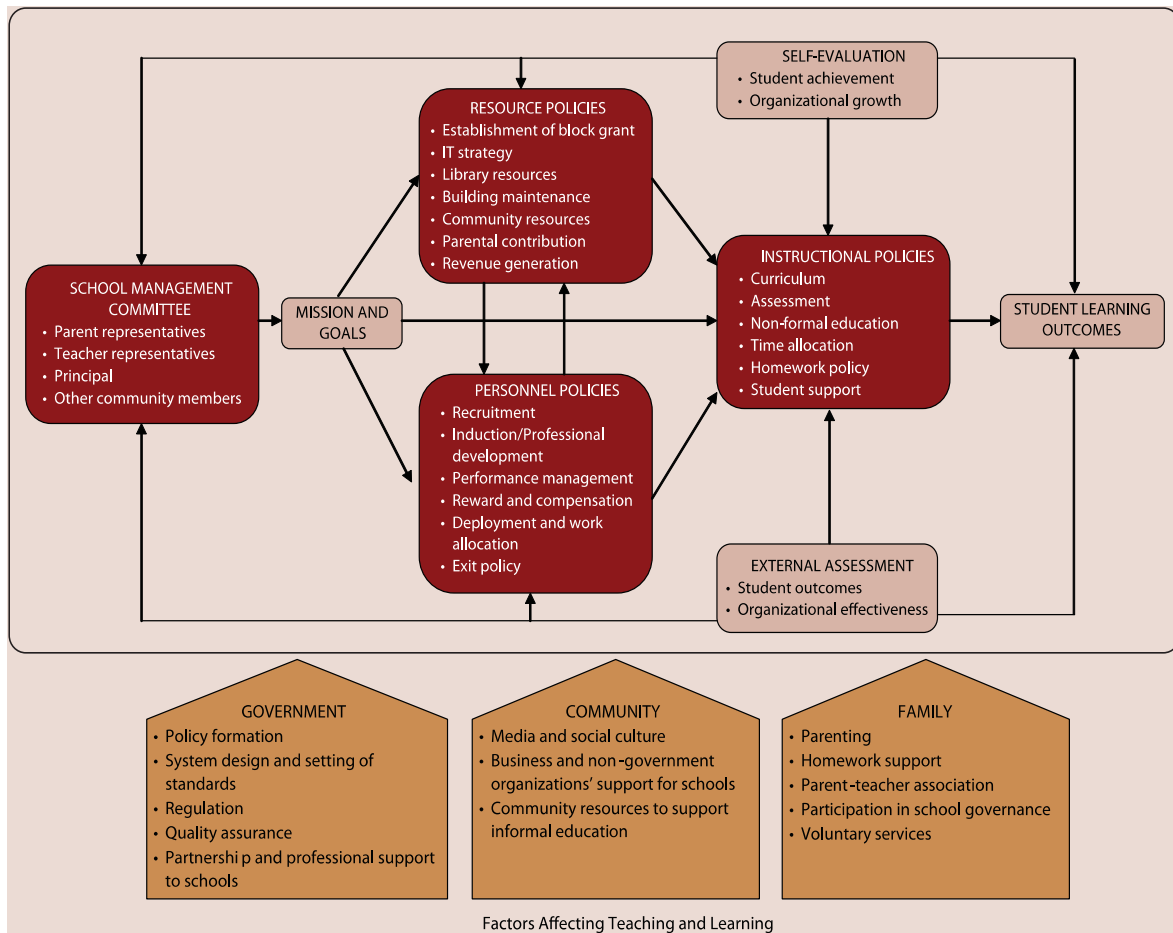 SELF-EVALUATION
• Student achievement
• Organizational growth
RESOURCE POLICIES
• Establishment of block grant
• IT strategy
• Library resources
• Building maintenance
• Community resources
• Parental contribution
• Revenue generation
SCHOOL MANAGEMENT
COMMITTEE
• Parent representatives
• Teacher representatives
• Principal
• Other community members
MISSION AND
GOALS
PERSONNEL POLICIES
• Recruitment
• Induction/Professional
development
• Performance management
• Reward and compensation
• Deployment and work
allocation
• Exit policy
INSTRUCTIONAL POLICIES
• Curriculum
• Assessment
• Non-formal education
• Time allocation
• Homework policy
• Student support
STUDENT LEARNING
OUTCOMES
EXTERNAL ASSESSMENT
• Student outcomes
• Organizational effectiveness
GOVERNMENT
• Policy formation
• System design and setting of
standards
• Regulation
• Quality assurance
• Partnership and professional support
to schools
COMMUNITY
• Media and social culture
• Business and non-government
organizations' support for schools
• Community resources to support
informal education
FAMILY
• Parenting
• Homework support
• Parent-teacher association
• Participation in school governance
• Voluntary services
Factors Affecting Teaching and Learning